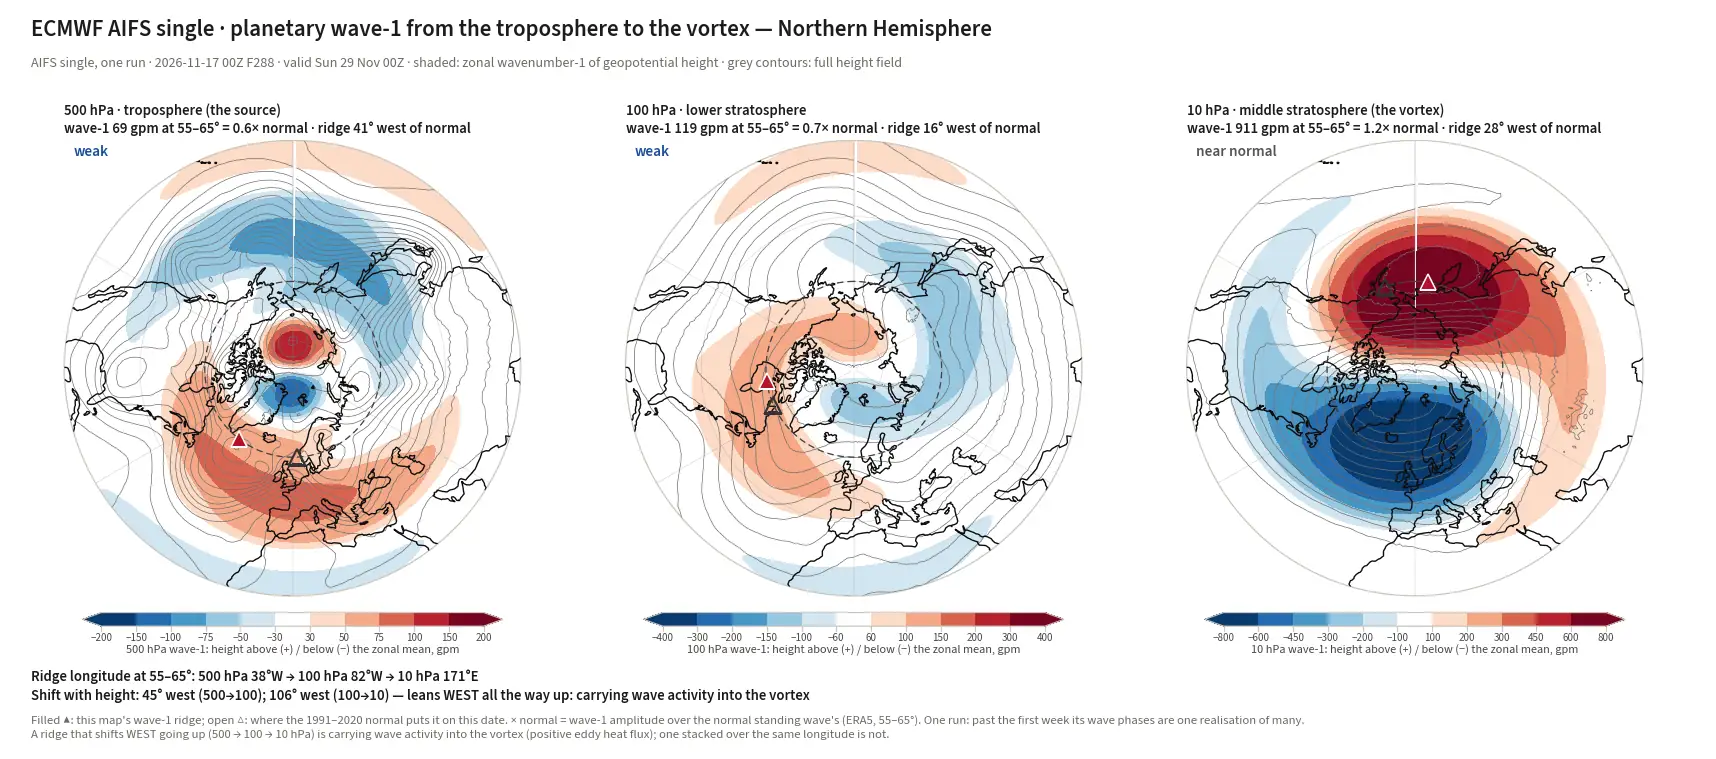 ECMWF AIFS single · planetary wave-1 from the troposphere to the vortex — Northern Hemisphere
AIFS single, one run · 2026-11-17 00Z F288 · valid Sun 29 Nov 00Z · shaded: zonal wavenumber-1 of geopotential height · grey contours: full height field
500 hPa · troposphere (the source)
wave-1 69 gpm at 55–65° = 0.6× normal · ridge 41° west of normal
weak
100 hPa · lower stratosphere
wave-1 119 gpm at 55–65° = 0.7× normal · ridge 16° west of normal
weak
10 hPa · middle stratosphere (the vortex)
wave-1 911 gpm at 55–65° = 1.2× normal · ridge 28° west of normal
near normal
−200 −150 −100 −75 −50 −30 30 50 75 100 150 200
500 hPa wave-1: height above (+) / below (−) the zonal mean, gpm
−400 −300 −200 −150 −100 −60 60 100 150 200 300 400
100 hPa wave-1: height above (+) / below (−) the zonal mean, gpm
−800 −600 −450 −300 −200 −100 100 200 300 450 600 800
10 hPa wave-1: height above (+) / below (−) the zonal mean, gpm
Ridge longitude at 55–65°: 500 hPa 38°W → 100 hPa 82°W → 10 hPa 171°E
Shift with height: 45° west (500→100); 106° west (100→10) — leans WEST all the way up: carrying wave activity into the vortex
Filled ▲: this map's wave-1 ridge; open △: where the 1991–2020 normal puts it on this date. × normal = wave-1 amplitude over the normal standing wave's (ERA5, 55–65°). One run: past the first week its wave phases are one realisation of many.
A ridge that shifts WEST going up (500 → 100 → 10 hPa) is carrying wave activity into the vortex (positive eddy heat flux); one stacked over the same longitude is not.